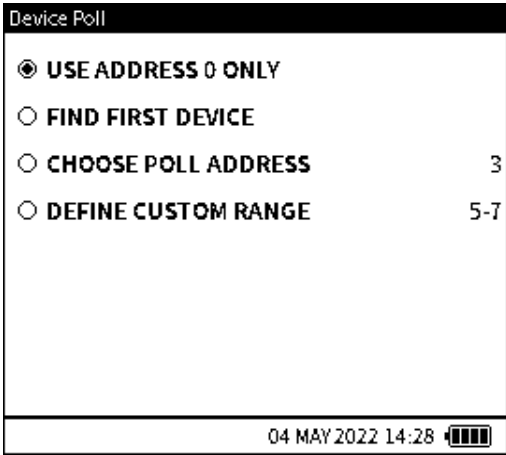 Device Poll
USE ADDRESS 0 ONLY
FIND FIRST DEVICE
CHOOSE POLL ADDRESS 3
DEFINE CUSTOM RANGE 5-7
04 MAY 2022 14:28